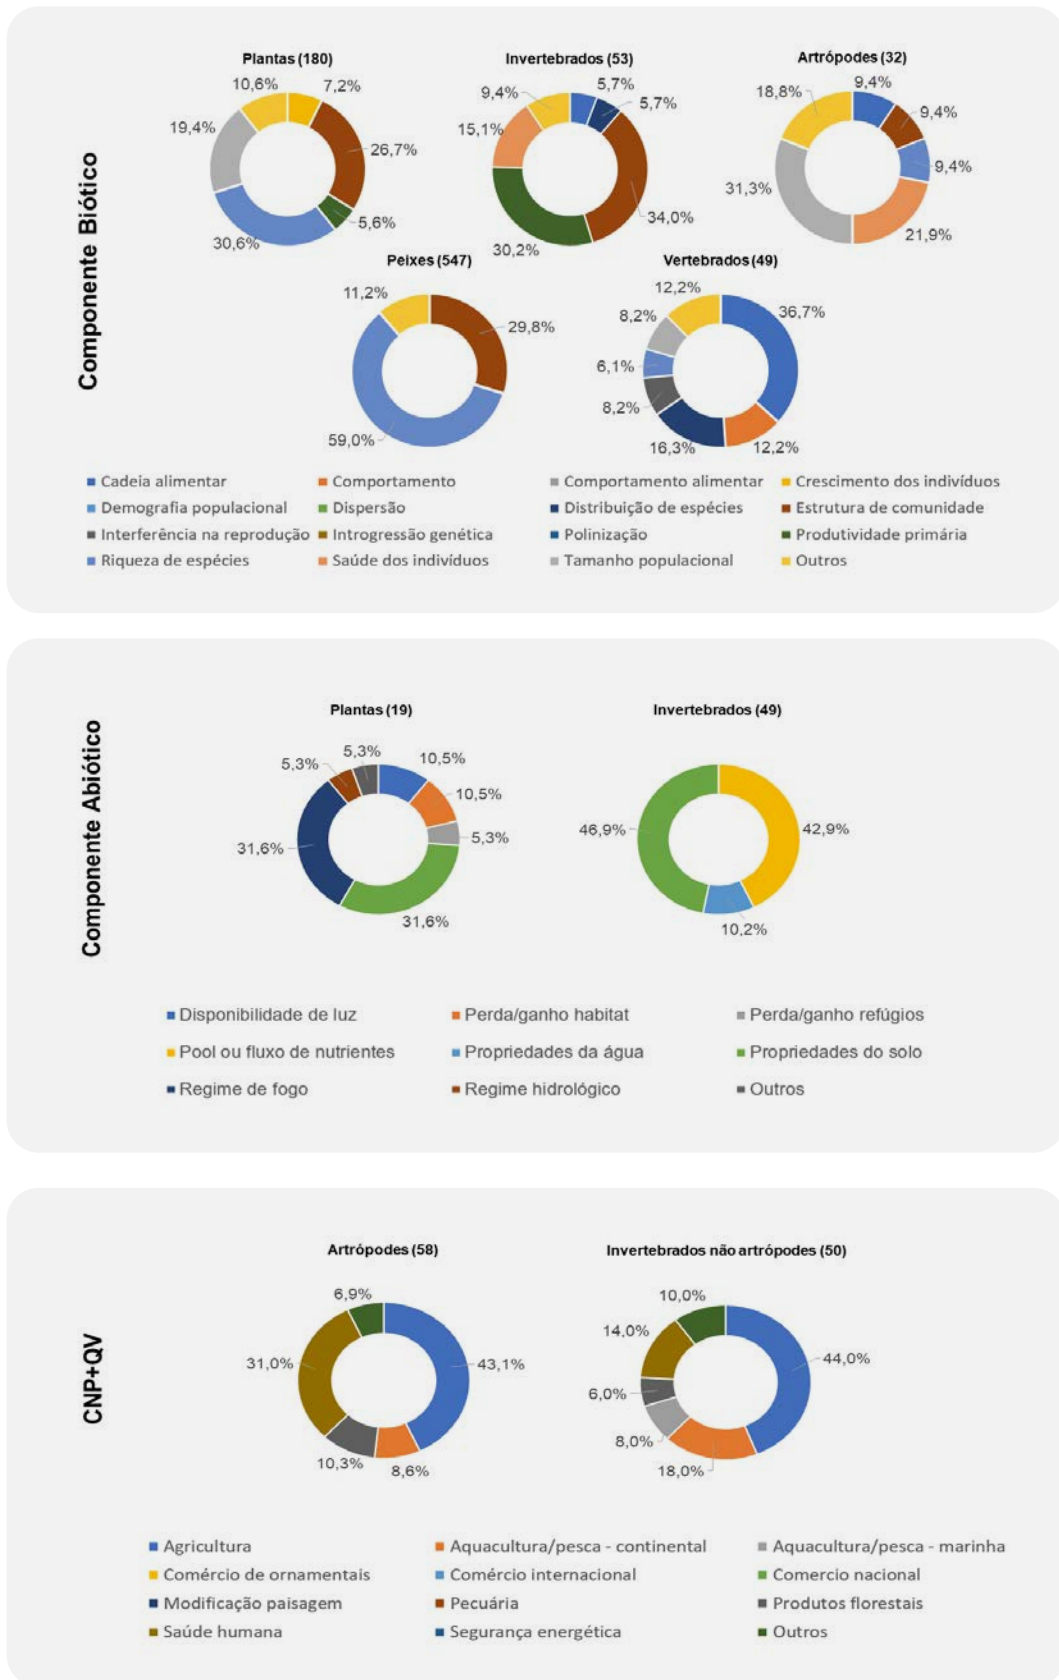 Componente Biótico
Plantas (180)
10,6%
7,2%
19,4%
26,7%
5,6%
30,6%
Invertebrados (53)
9,4%
5,7%
5,7%
15,1%
34,0%
30,2%
Artrópodes (32)
18,8%
9,4%
9,4%
9,4%
31,3%
21,9%
Peixes (547)
11,2%
29,8%
59,0%
Vertebrados (49)
12,2%
36,7%
8,2%
6,1%
8,2%
16,3%
12,2%
Cadeia alimentar
Comportamento
Comportamento alimentar
Crescimento dos indivíduos
Demografia populacional
Dispersão
Distribuição de espécies
Estrutura de comunidade
Interferência na reprodução
Introgressão genética
Polinização
Produtividade primária
Riqueza de espécies
Saúde dos indivíduos
Tamanho populacional
Outros
Componente Abiótico
Plantas (19)
5,3%
5,3%
10,5%
10,5%
5,3%
31,6%
31,6%
Invertebrados (49)
46,9%
42,9%
10,2%
Disponibilidade de luz
Perda/ganho habitat
Perda/ganho refúgios
Pool ou fluxo de nutrientes
Propriedades da água
Propriedades do solo
Regime de fogo
Regime hidrológico
Outros
CNP+QV
Artrópodes (58)
6,9%
31,0%
43,1%
10,3%
8,6%
Invertebrados não artrópodes (50)
10,0%
14,0%
44,0%
6,0%
8,0%
18,0%
Agricultura
Aquacultura/pesca - continental
Aquacultura/pesca - marinha
Comércio de ornamentais
Comércio internacional
Comercio nacional
Modificação paisagem
Pecuária
Produtos florestais
Saúde humana
Segurança energética
Outros